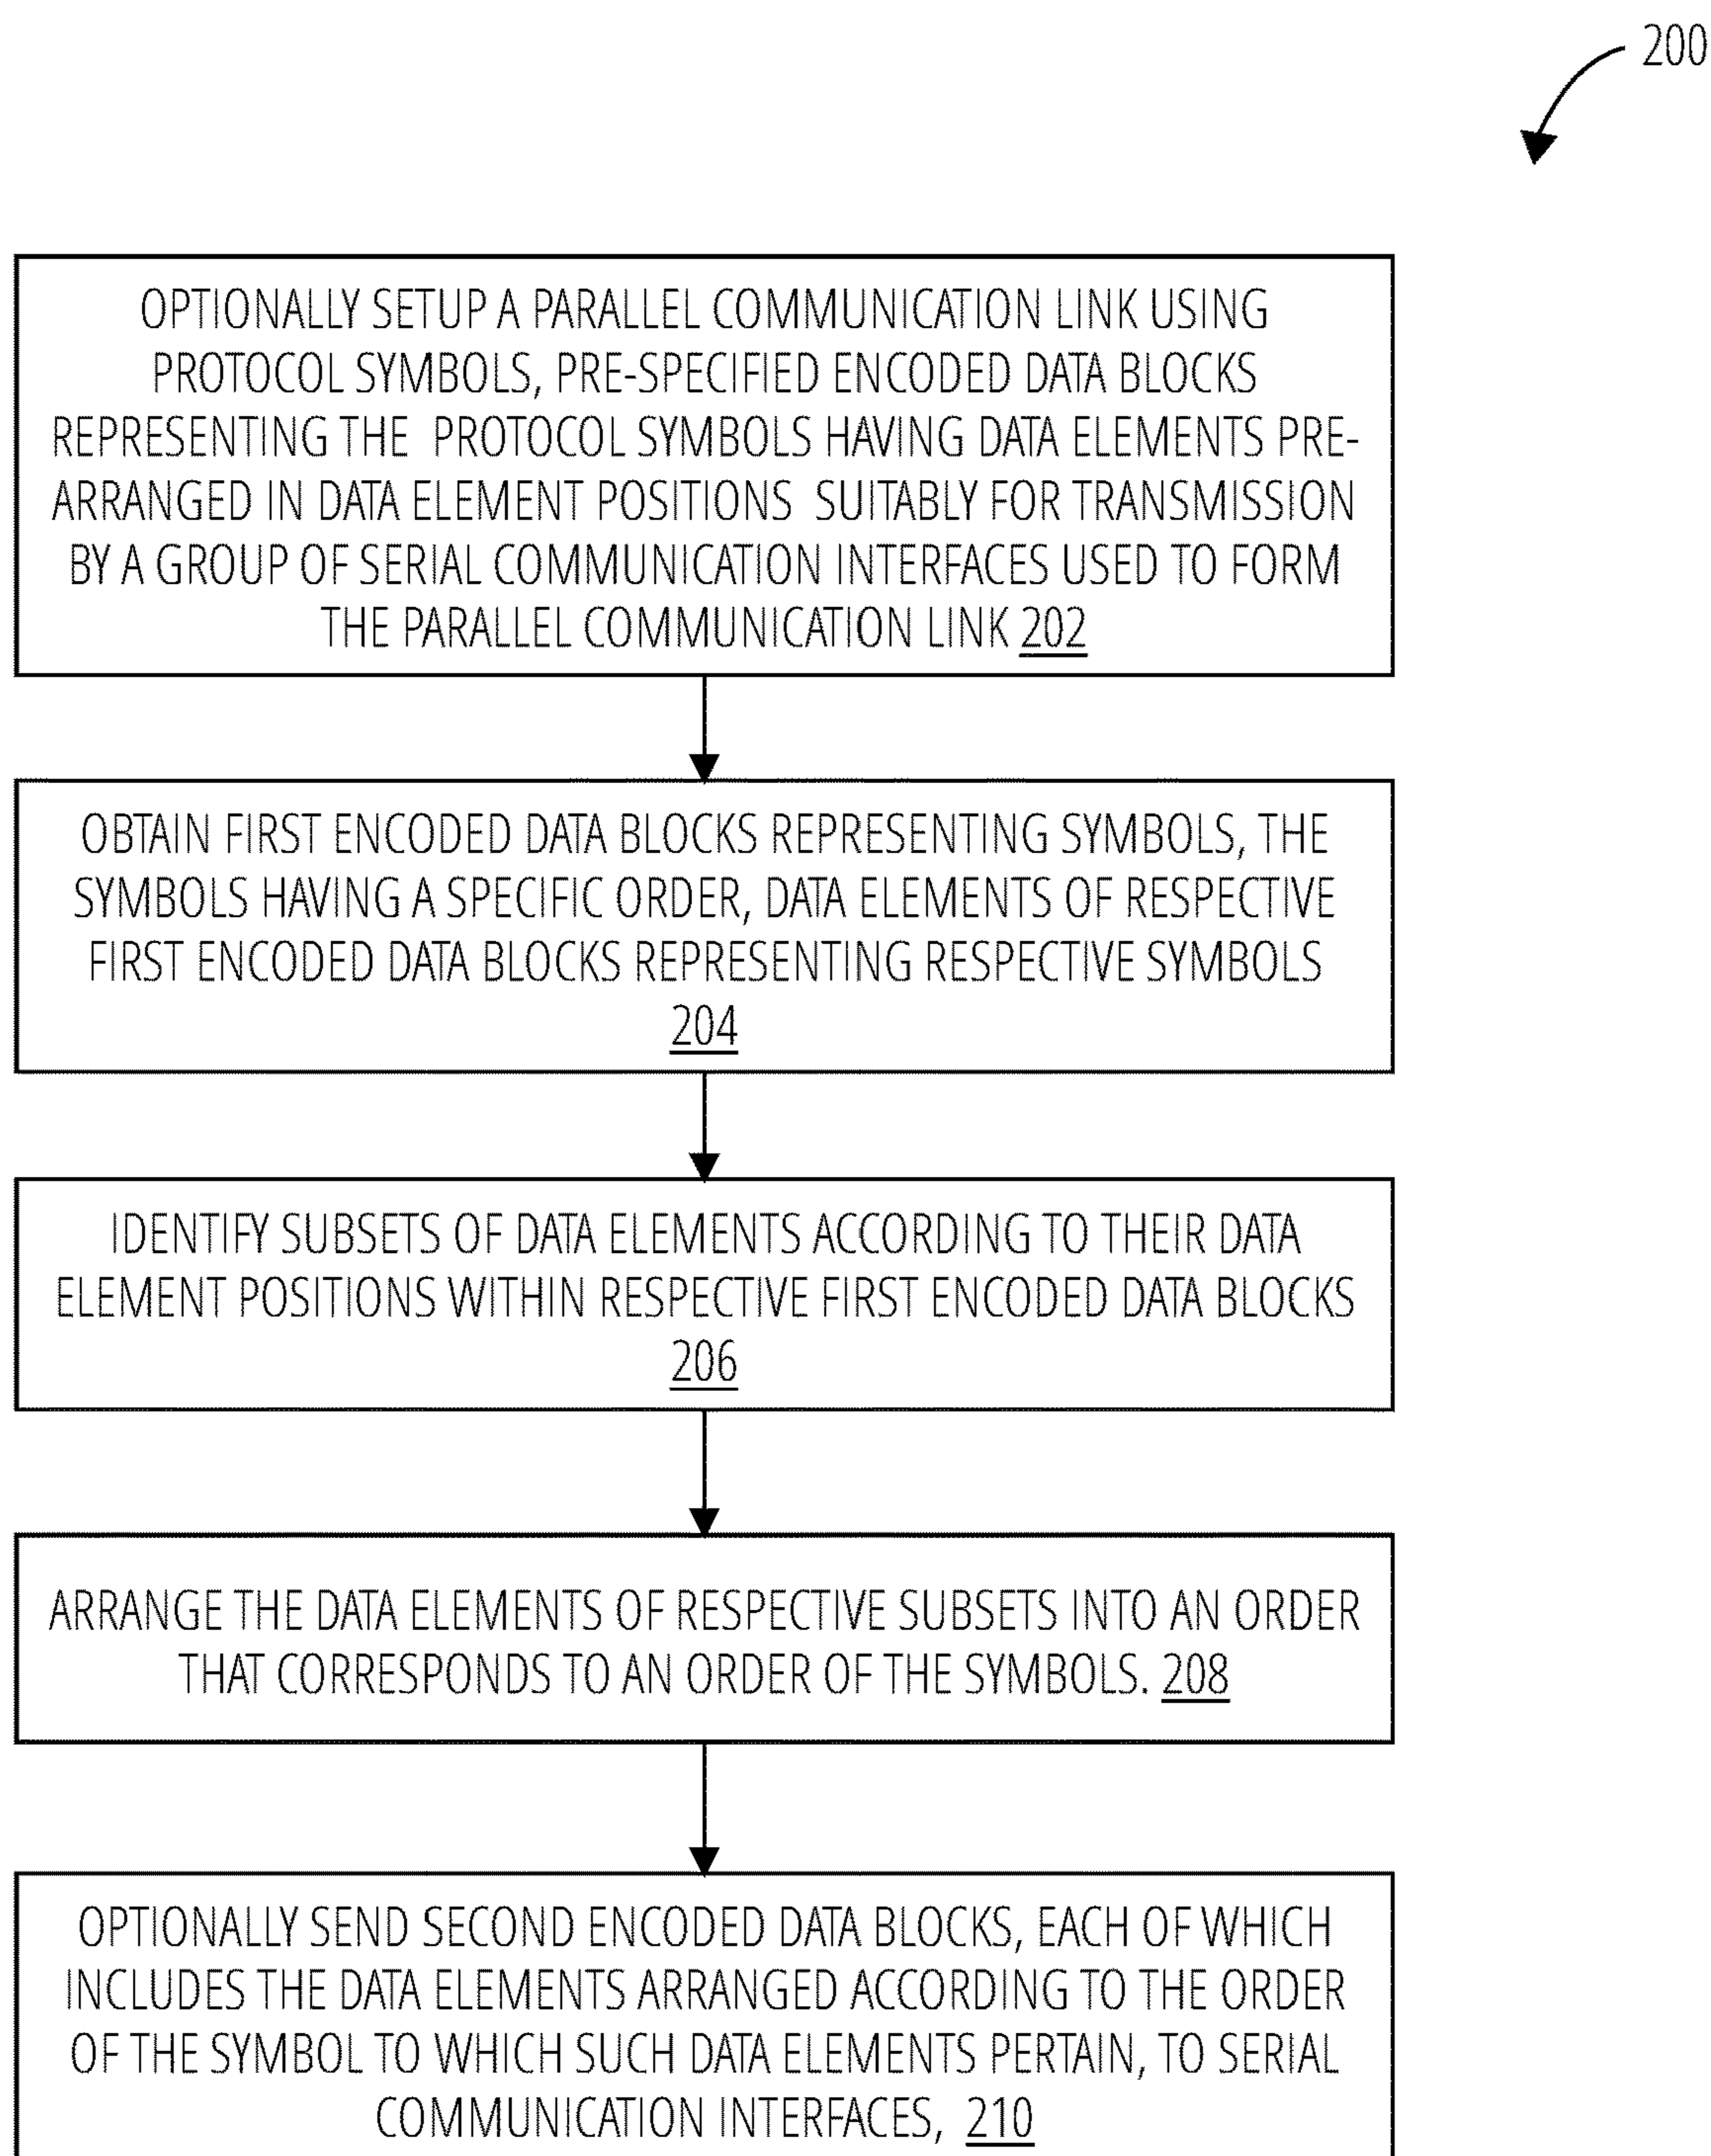 200
OPTIONALLY SETUP A PARALLEL COMMUNICATION LINK USING
PROTOCOL SYMBOLS, PRE-SPECIFIED ENCODED DATA BLOCKS
REPRESENTING THE PROTOCOL SYMBOLS HAVING DATA ELEMENTS PRE-
ARRANGED IN DATA ELEMENT POSITIONS SUITABLY FOR TRANSMISSION
BY A GROUP OF SERIAL COMMUNICATION INTERFACES USED TO FORM
THE PARALLEL COMMUNICATION LINK 202
OBTAIN FIRST ENCODED DATA BLOCKS REPRESENTING SYMBOLS, THE
SYMBOLS HAVING A SPECIFIC ORDER, DATA ELEMENTS OF RESPECTIVE
FIRST ENCODED DATA BLOCKS REPRESENTING RESPECTIVE SYMBOLS
204
IDENTIFY SUBSETS OF DATA ELEMENTS ACCORDING TO THEIR DATA
ELEMENT POSITIONS WITHIN RESPECTIVE FIRST ENCODED DATA BLOCKS
206
ARRANGE THE DATA ELEMENTS OF RESPECTIVE SUBSETS INTO AN ORDER
THAT CORRESPONDS TO AN ORDER OF THE SYMBOLS. 208
OPTIONALLY SEND SECOND ENCODED DATA BLOCKS, EACH OF WHICH
INCLUDES THE DATA ELEMENTS ARRANGED ACCORDING TO THE ORDER
OF THE SYMBOL TO WHICH SUCH DATA ELEMENTS PERTAIN, TO SERIAL
COMMUNICATION INTERFACES, 210